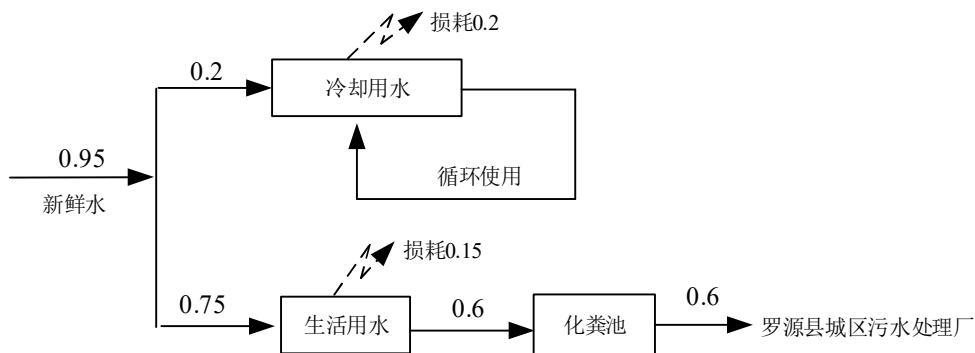 损耗0.2
0.2
冷却用水
0.95
新鲜水
循环使用
损耗0.15
0.75
生活用水
0.6
化粪池
0.6
罗源县城区污水处理厂